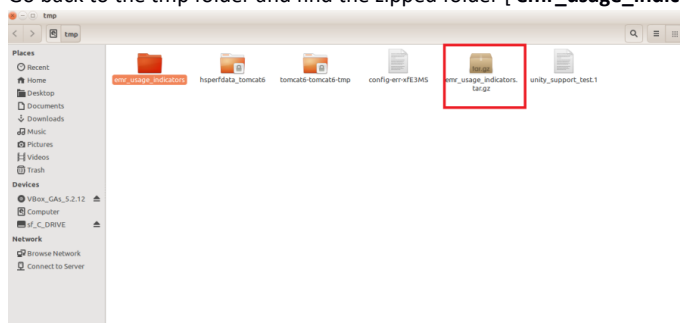 Go back to the tmp folder and find the zipped folder [ emr_usage_indic
tmp
tmp
Places
Recent
Home
Desktop
Documents
Downloads
Music
Pictures
Videos
Trash
Devices
VBox_GAs_5.2.12
Computer
sf_C_DRIVE
Network
Browse Network
Connect to Server
emr_usage_indicators
hsperfdata_tomcat6
tomcat6-tomcat6-tmp
config-err-xfE3MS
tar.gz
emr_usage_indicators.
tar.gz
unity_support_test.1